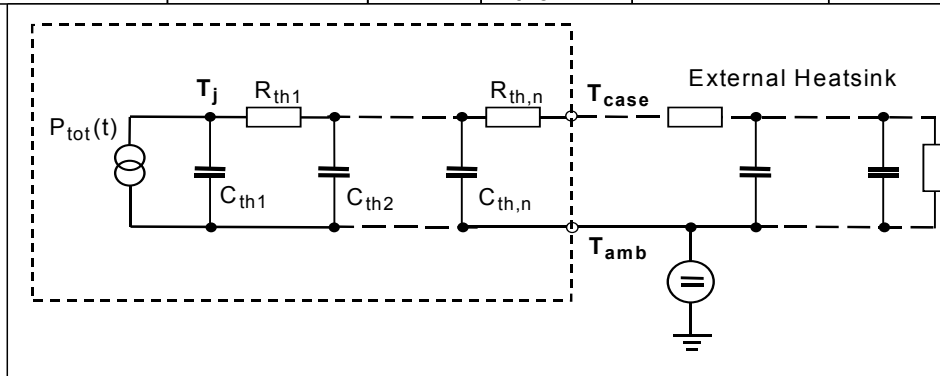 External Heatsink
T_j
R_th1
R_th,n
T_case
P_tot(t)
C_th1
C_th2
C_th,n
T_amb